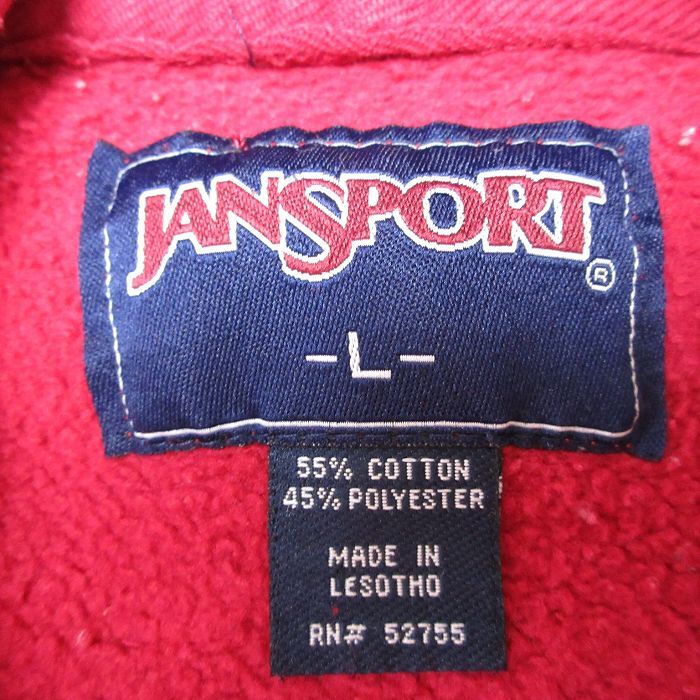 JANSPORT®
-L-
55% COTTON
45% POLYESTER
MADE IN
LESOTHO
RN# 52755